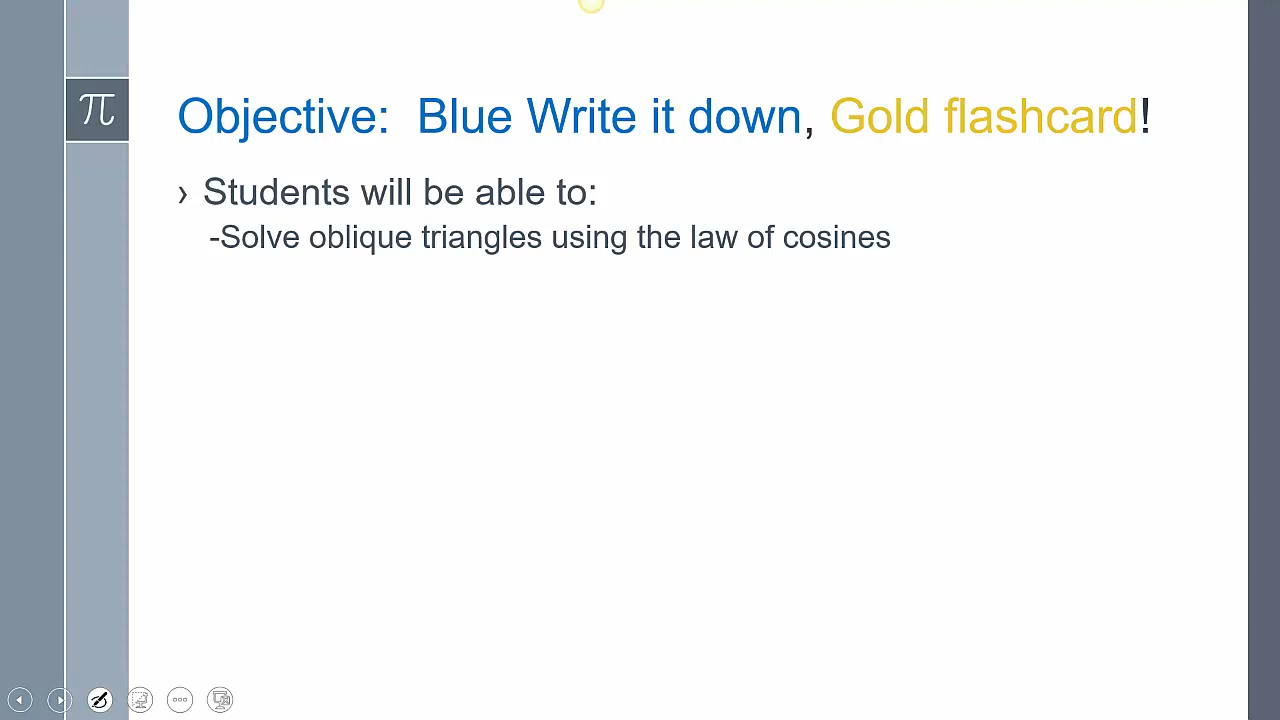 π
Objective:  Blue Write it down, Gold flashcard!
› Students will be able to:
-Solve oblique triangles using the law of cosines